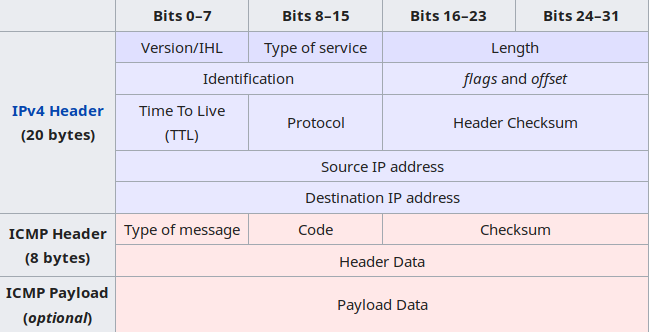 Bits 0–7 Bits 8–15 Bits 16–23 Bits 24–31
IPv4 Header
(20 bytes)
Version/IHL Type of service Length
Identification flags and offset
Time To Live
(TTL)
Protocol Header Checksum
Source IP address
Destination IP address
ICMP Header
(8 bytes)
Type of message Code Checksum
Header Data
ICMP Payload
(optional)
Payload Data